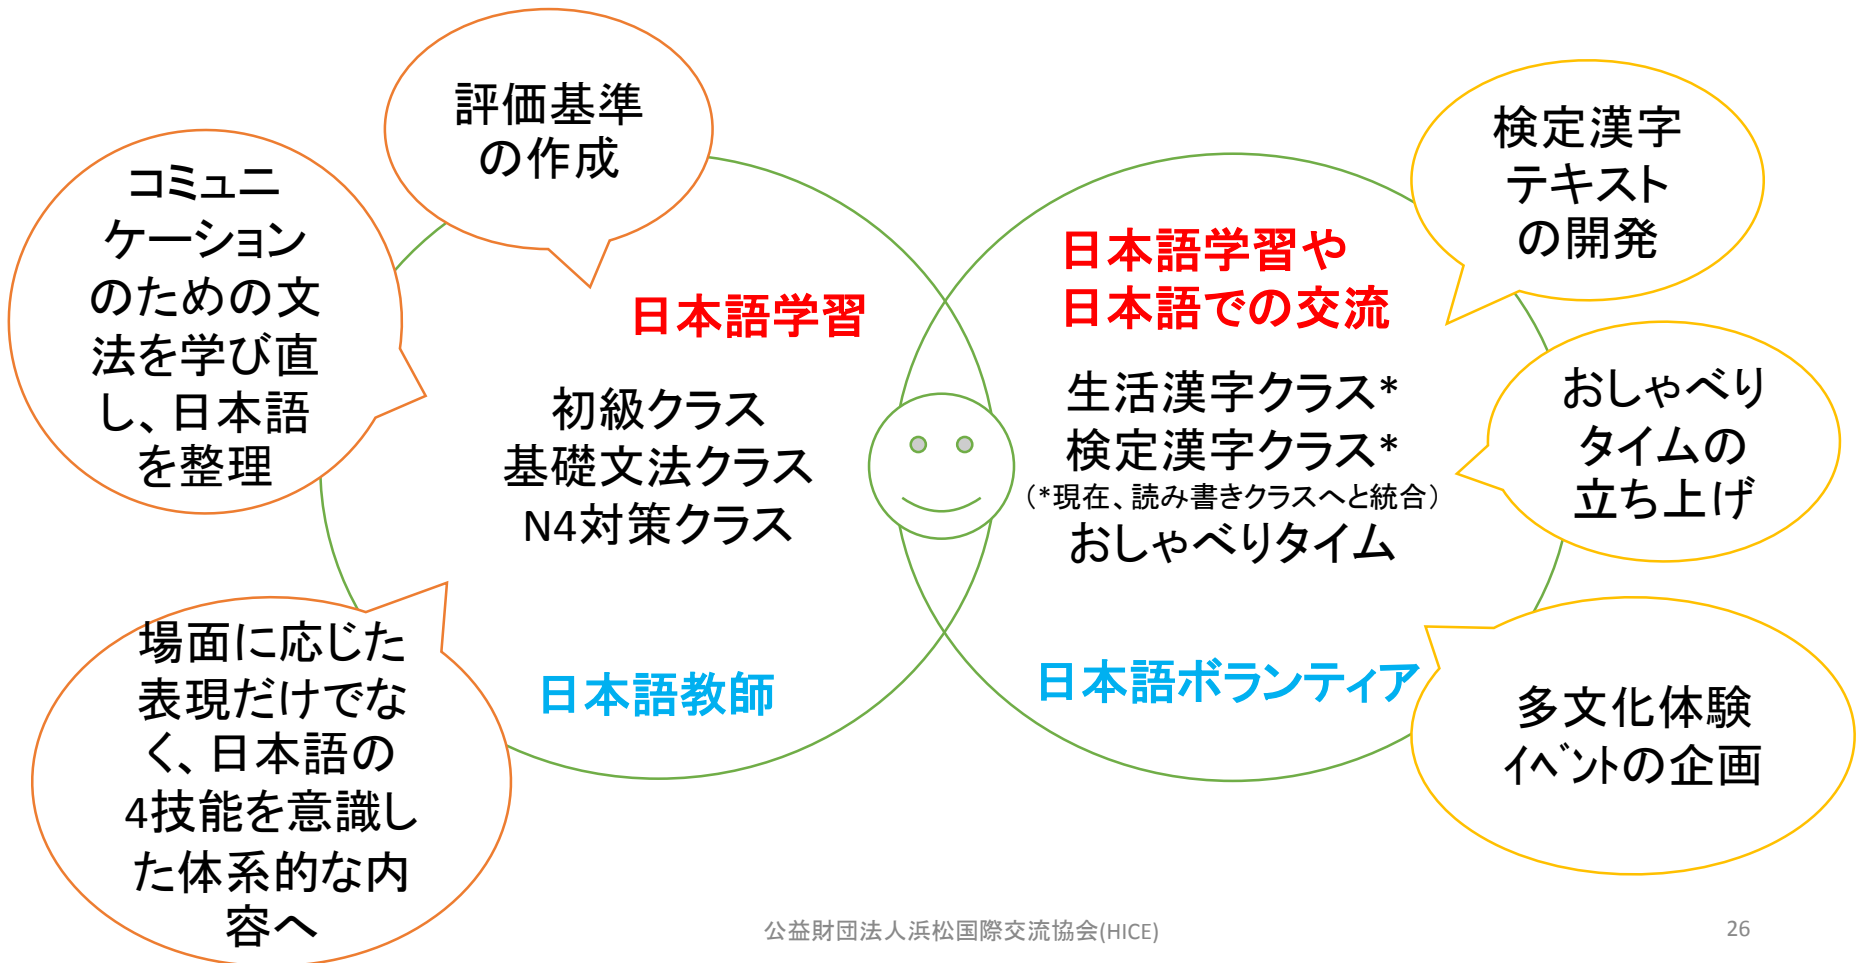 評価基準
の作成
コミュニ
ケーション
のための文
法を学び直
し、日本語
を整理
場面に応じた
表現だけでな
く、日本語の
4技能を意識し
た体系的な内
容へ
日本語学習
初級クラス
基礎文法クラス
N4対策クラス
日本語教師
日本語学習や
日本語での交流
生活漢字クラス*
検定漢字クラス*
（*現在、読み書きクラスへと統合）
おしゃべりタイム
日本語ボランティア
検定漢字
テキスト
の開発
おしゃべり
タイムの
立ち上げ
多文化体験
ｲﾍﾞﾝﾄの企画
公益財団法人浜松国際交流協会(HICE)
26